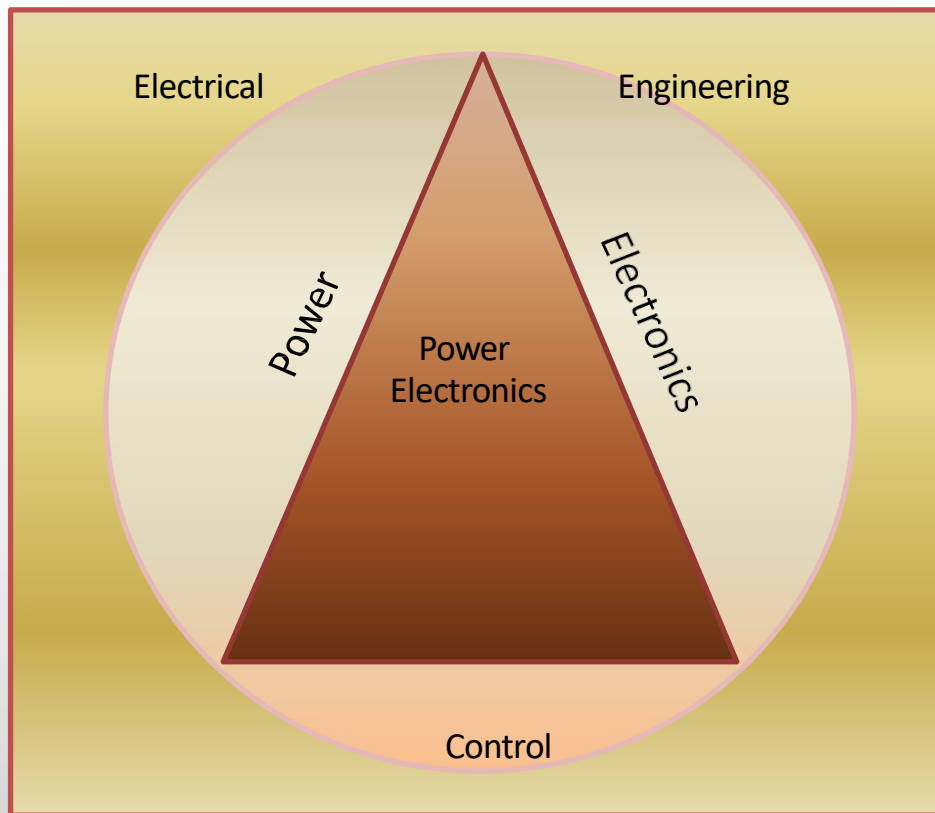 Electrical
Engineering
Power
Electronics
Power
Electronics
Control